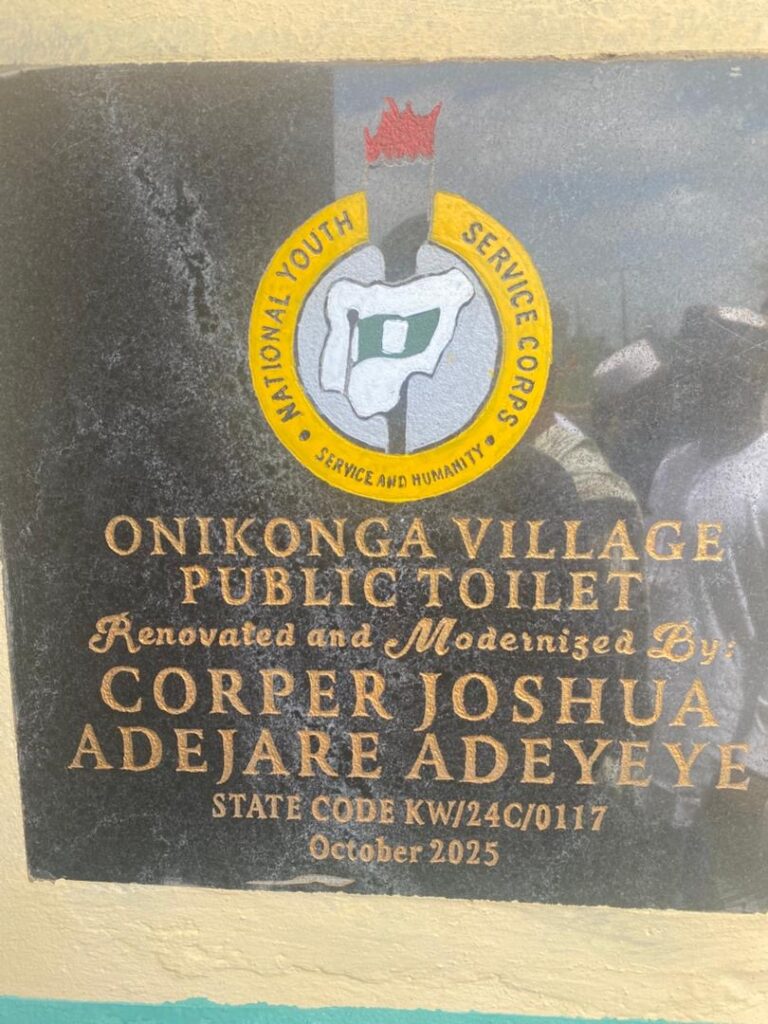 NATIONAL YOUTH SERVICE CORPS
SERVICE AND HUMANITY
ONIKONGA VILLAGE
PUBLIC TOILET
Renovated and Modernized By:
CORPER JOSHUA
ADEJARE ADEYEYE
STATE CODE KW/24C/0117
October 2025